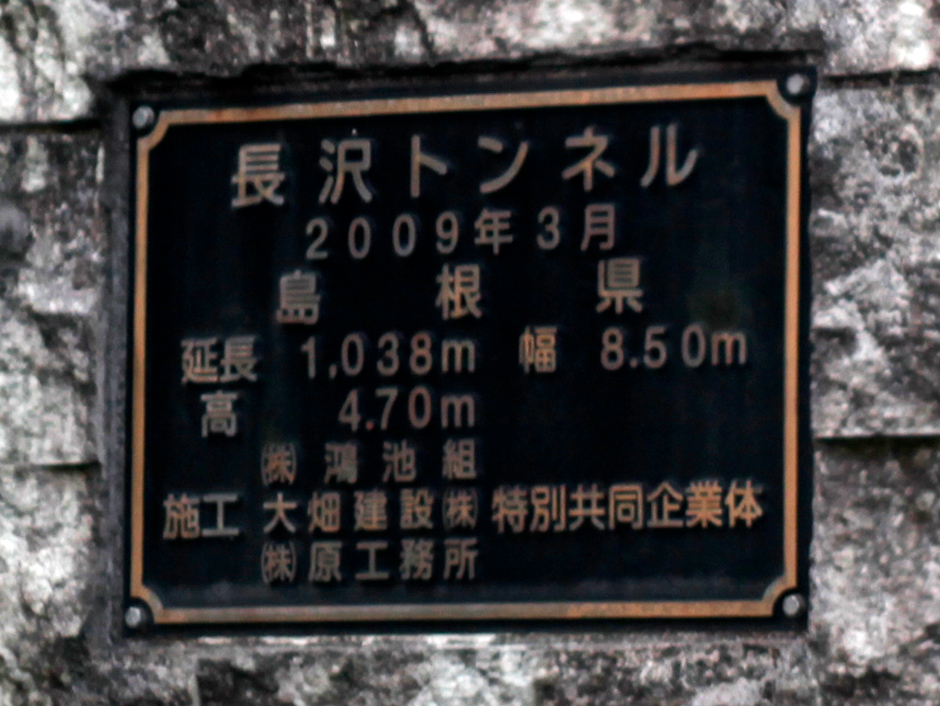 長沢トンネル
2009年3月
島根県
延長 1,038m 幅 8.50m
高 4.70m
㈱鴻池組
施工 大畑建設㈱ 特別共同企業体
㈱原工務所